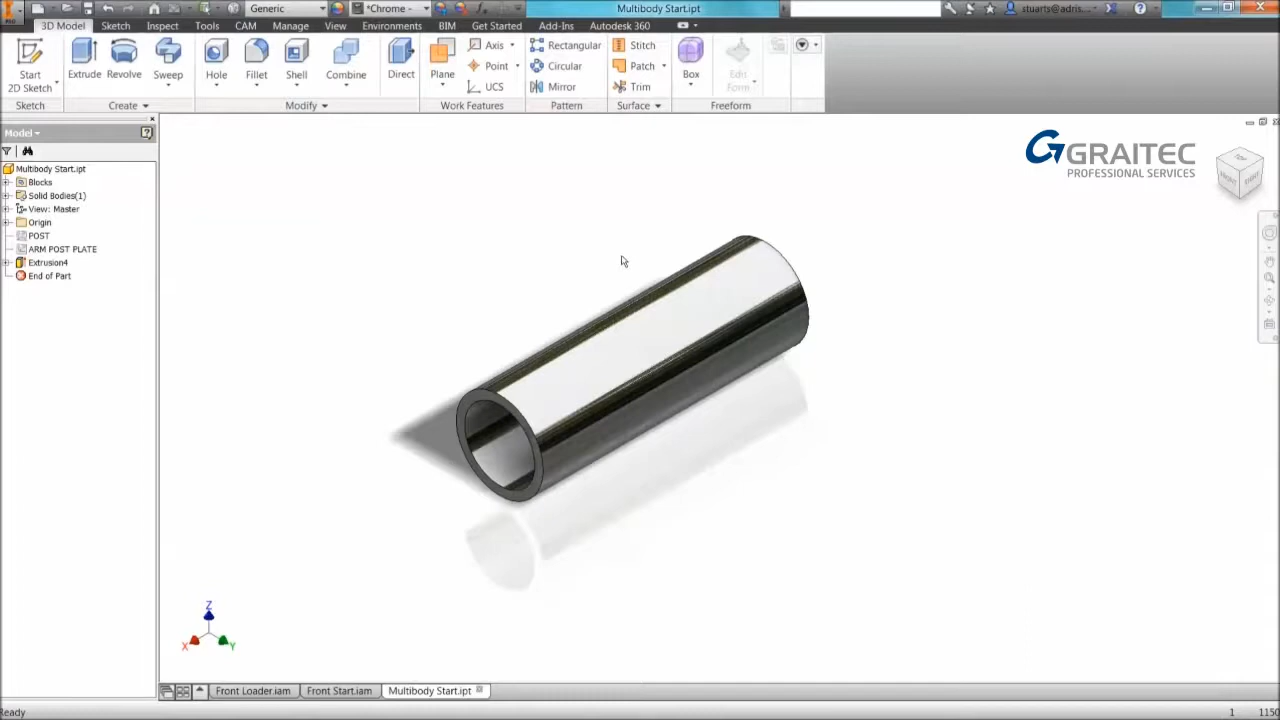 Generic
*Chrome -
Multibody Start.ipt
stuarts@adris...
3D Model Sketch Inspect Tools CAM Manage View Environments BIM Get Started Add-Ins Autodesk 360
Start
2D Sketch
Extrude Revolve Sweep
Hole Fillet Shell Combine
Direct
Plane
Axis
Point
UCS
Rectangular
Circular
Mirror
Stitch
Patch
Trim
Box
Edit
Form
Sketch Create Modify Work Features Pattern Surface Freeform
Model
Multibody Start.ipt
Blocks
Solid Bodies(1)
View: Master
Origin
POST
ARM POST PLATE
Extrusion4
End of Part
GRAITEC
PROFESSIONAL SERVICES
Z
X
Y
Front Loader.iam Front Start.iam Multibody Start.ipt
Ready
1 1150